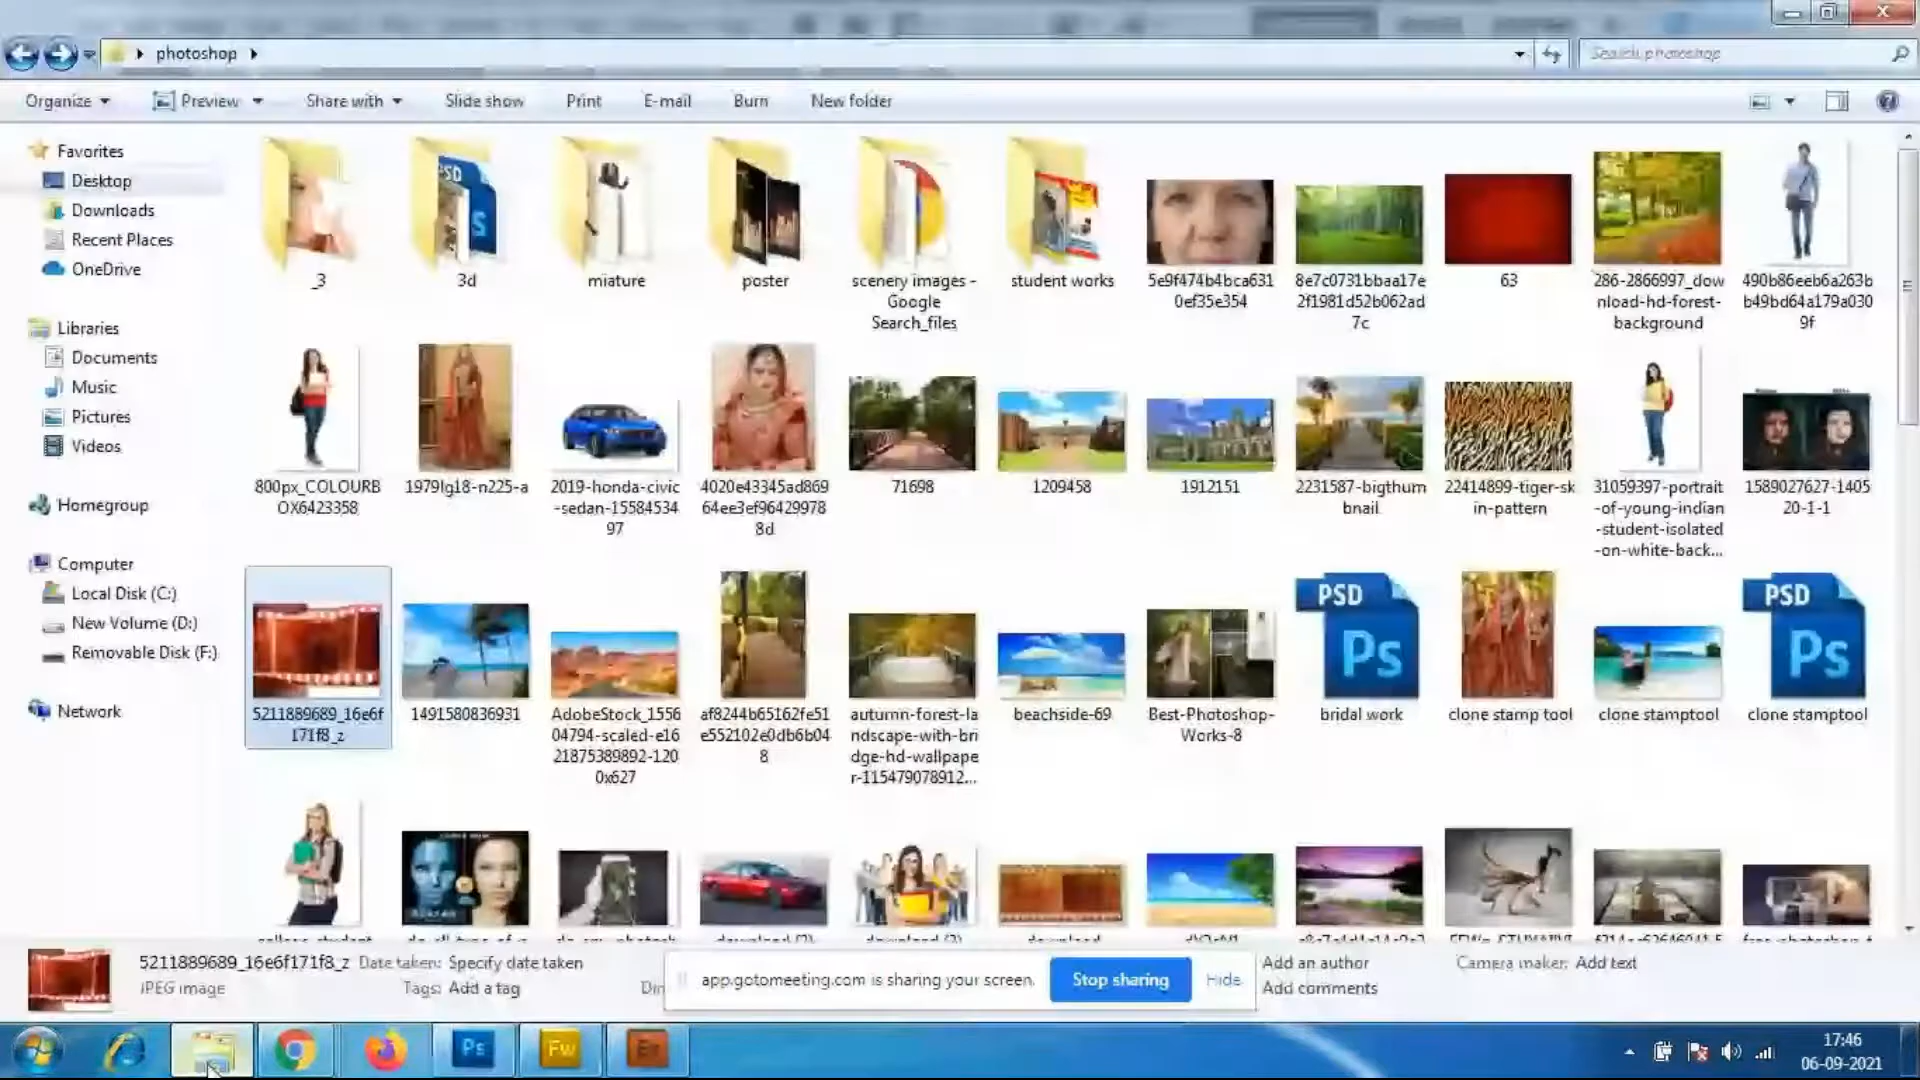 photoshop
Search photoshop
Organize
Preview
Share with
Slide show
Print
E-mail
Burn
New folder
Favorites
Desktop
Downloads
Recent Places
OneDrive
Libraries
Documents
Music
Pictures
Videos
Homegroup
Computer
Local Disk (C:)
New Volume (D:)
Removable Disk (F:)
Network
_3
3d
miature
poster
scenery images -
Google
Search_files
student works
5e9f474b4bca631
0ef35e354
8e7c0731bbaa17e
2f1981d52b062ad
7c
63
286-2866997_dow
nload-hd-forest-
background
490b86eeb6a263b
b49bd64a179a030
9f
800px_COLOURB
OX6423358
1979lg18-n225-a
2019-honda-civic
-sedan-15584534
97
4020e43345ad869
64ee3ef96429978
8d
71698
1209458
1912151
2231587-bigthum
bnail
22414899-tiger-sk
in-pattern
31059397-portrait
-of-young-indian
-student-isolated
-on-white-back...
1589027627-1405
20-1-1
5211889689_16e6f
171f8_z
1491580836931
AdobeStock_1556
04794-scaled-e16
21875389892-120
0x627
af8244b65162fe51
e552102e0db6b04
8
autumn-forest-la
ndscape-with-bri
dge-hd-wallpape
r-115479078912...
beachside-69
Best-Photoshop-
Works-8
PSD
Ps
bridal work
clone stamp tool
clone stamptool
PSD
Ps
clone stamptool
5211889689_16e6f171f8_z
Date taken: Specify date taken
JPEG image
Tags: Add a tag
app.gotomeeting.com is sharing your screen.
Stop sharing
Hide
Add an author
Add comments
Camera maker: Add text
Ps
Fw
17:46
06-09-2021